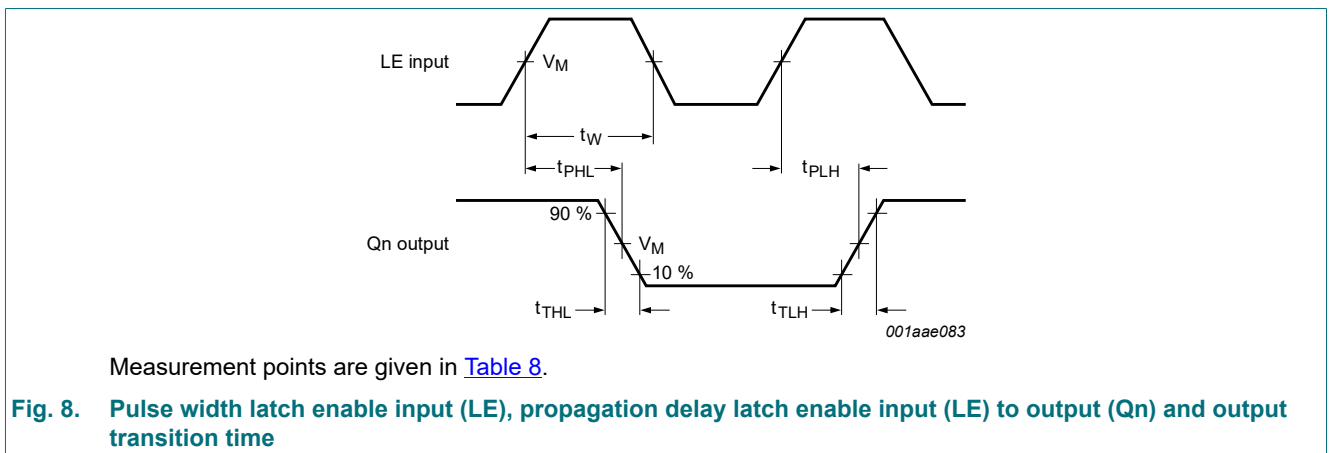 LE input
VM
tW
tPHL
tPLH
90 %
Qn output
VM
10 %
tTHL
tTLH
001aae083
Measurement points are given in Table 8.
Fig. 8. Pulse width latch enable input (LE), propagation delay latch enable input (LE) to output (Qn) and output
transition time